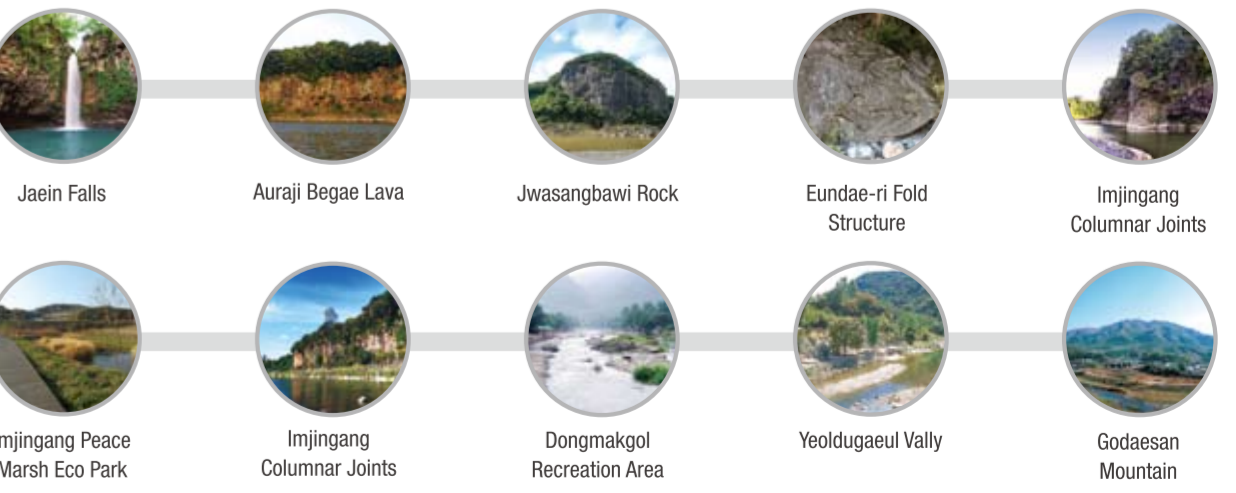 Jaein Falls
Auraji Begae Lava
Jwasangbawi Rock
Eundae-ri Fold
Structure
Imjingang
Columnar Joints
mjingang Peace
Marsh Eco Park
Imjingang
Columnar Joints
Dongmakgol
Recreation Area
Yeoldugaeul Vally
Godaesan
Mountain